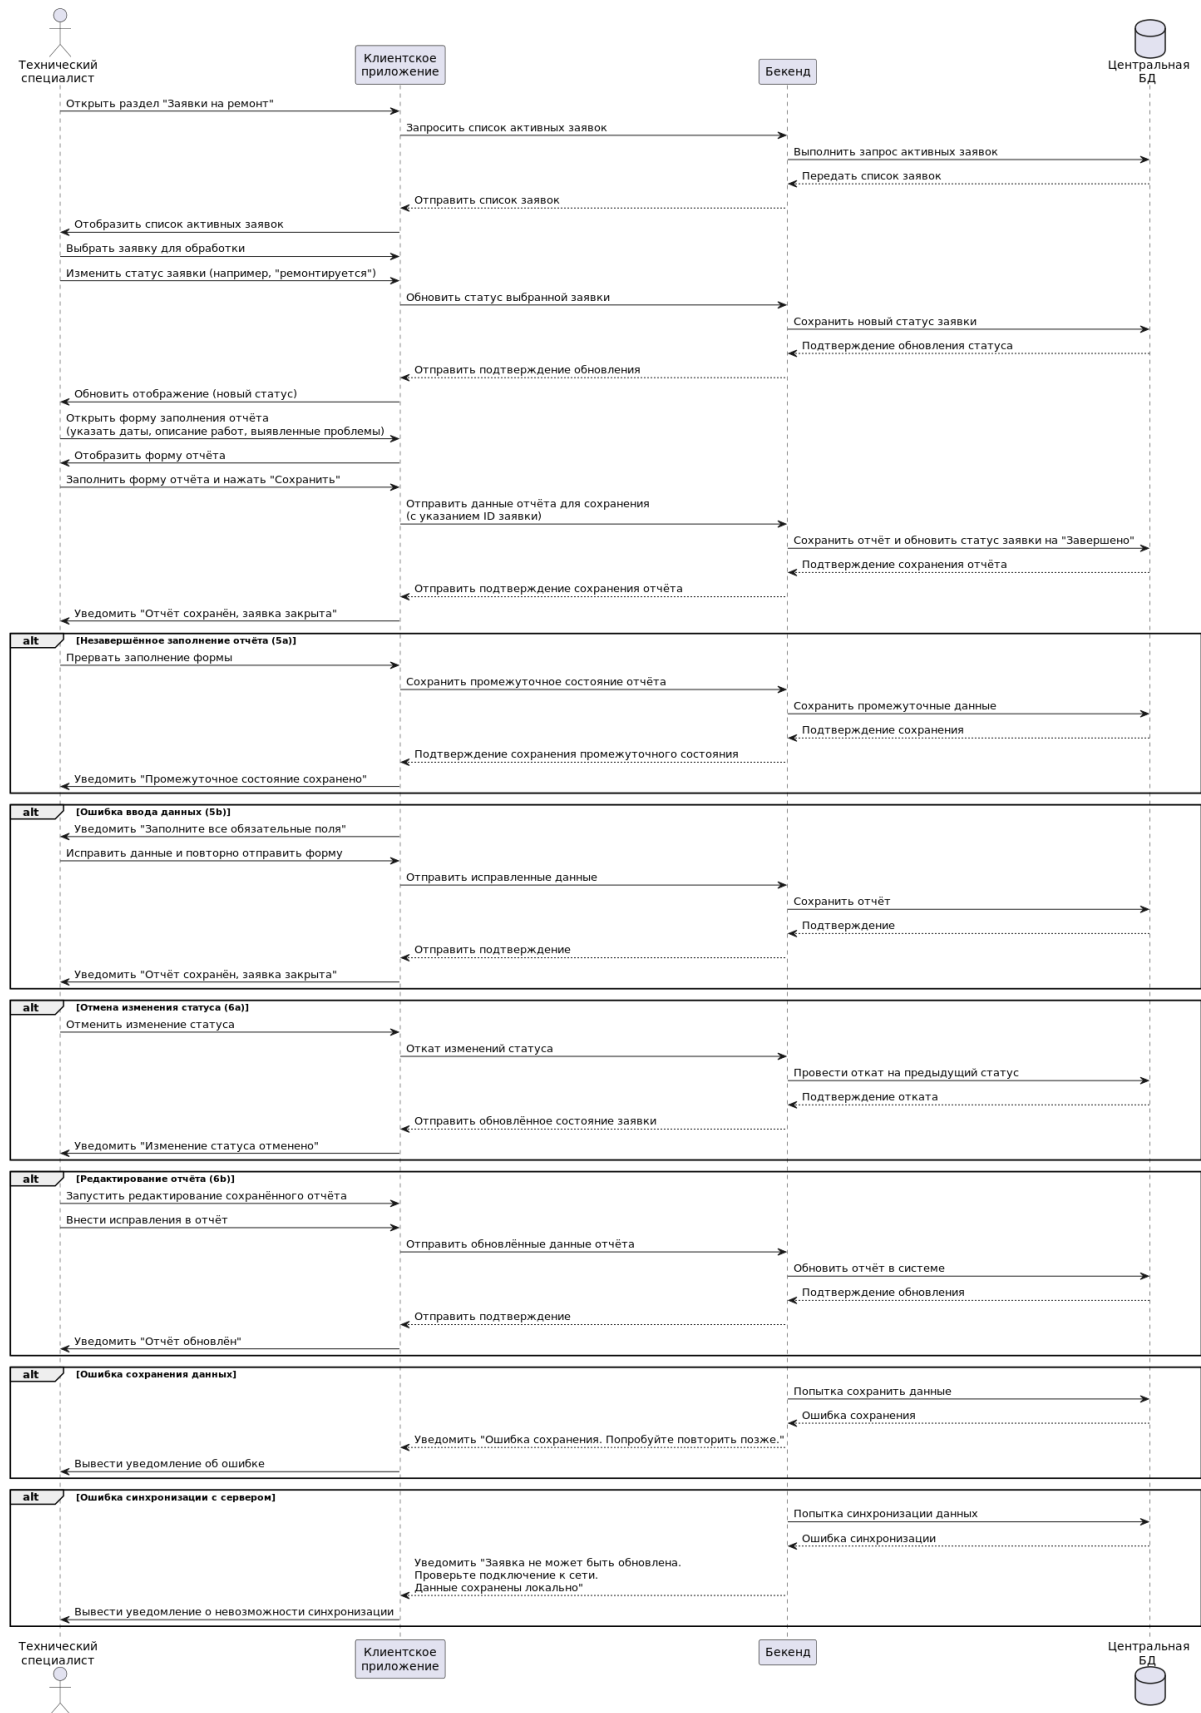 Технический
специалист
Клиентское
приложение
Бекенд
Центральная
БД
Открыть раздел "Заявки на ремонт"
Запросить список активных заявок
Выполнить запрос активных заявок
Передать список заявок
Отправить список заявок
Отобразить список активных заявок
Выбрать заявку для обработки
Изменить статус заявки (например, "ремонтируется")
Обновить статус выбранной заявки
Сохранить новый статус заявки
Подтверждение обновления статуса
Отправить подтверждение обновления
Обновить отображение (новый статус)
Открыть форму заполнения отчёта
(указать даты, описание работ, выявленные проблемы)
Отобразить форму отчёта
Заполнить форму отчёта и нажать "Сохранить"
Отправить данные отчёта для сохранения
(с указанием ID заявки)
Сохранить отчёт и обновить статус заявки на "Завершено"
Подтверждение сохранения отчёта
Отправить подтверждение сохранения отчёта
Уведомить "Отчёт сохранён, заявка закрыта"
alt [Незавершённое заполнение отчёта (5a)]
Прервать заполнение формы
Сохранить промежуточное состояние отчёта
Сохранить промежуточные данные
Подтверждение сохранения
Подтверждение сохранения промежуточного состояния
Уведомить "Промежуточное состояние сохранено"
alt [Ошибка ввода данных (5b)]
Уведомить "Заполните все обязательные поля"
Исправить данные и повторно отправить форму
Отправить исправленные данные
Сохранить отчёт
Подтверждение
Отправить подтверждение
Уведомить "Отчёт сохранён, заявка закрыта"
alt [Отмена изменения статуса (6a)]
Отменить изменение статуса
Откат изменений статуса
Провести откат на предыдущий статус
Подтверждение отката
Отправить обновлённое состояние заявки
Уведомить "Изменение статуса отменено"
alt [Редактирование отчёта (6b)]
Запустить редактирование сохранённого отчёта
Внести исправления в отчёт
Отправить обновлённые данные отчёта
Обновить отчёт в системе
Подтверждение обновления
Отправить подтверждение
Уведомить "Отчёт обновлён"
alt [Ошибка сохранения данных]
Попытка сохранить данные
Ошибка сохранения
Уведомить "Ошибка сохранения. Попробуйте повторить позже."
Вывести уведомление об ошибке
alt [Ошибка синхронизации с сервером]
Попытка синхронизации данных
Ошибка синхронизации
Уведомить "Заявка не может быть обновлена.
Проверьте подключение к сети.
Данные сохранены локально"
Вывести уведомление о невозможности синхронизации
Технический
специалист
Клиентское
приложение
Бекенд
Центральная
БД